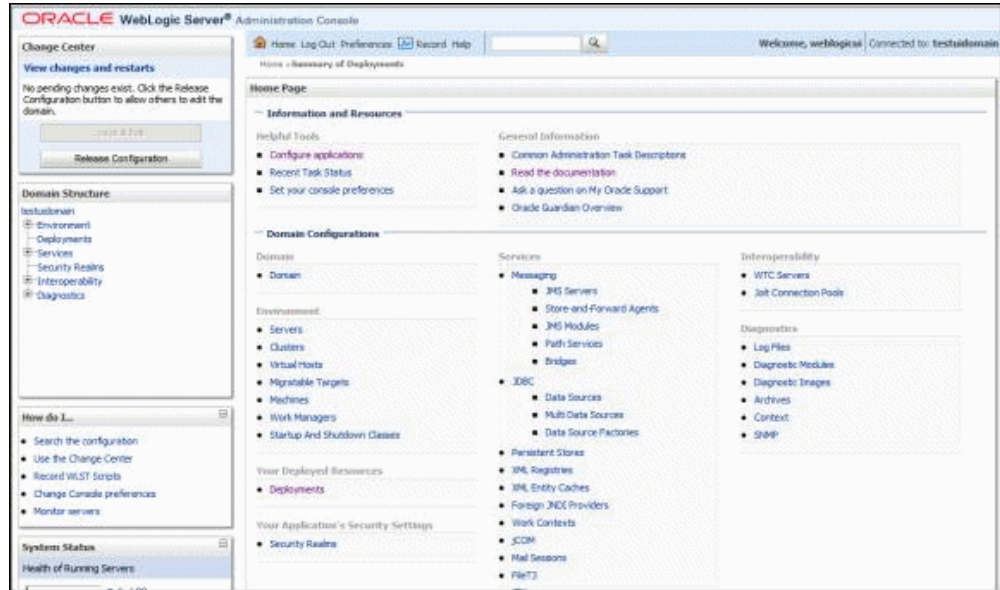 ORACLE WebLogic Server® Administration Console
Change Center
View changes and restarts
No pending changes exist. Click the Release
Configuration button to allow others to edit the
domain.
Release Configuration
Domain Structure
testuidomain
Environment
Deployments
Services
Security Realms
Interoperability
Diagnostics
How do I...
Search the configuration
Use the Change Center
Record WLST Scripts
Change Console preferences
Monitor servers
System Status
Health of Running Servers
Home Log Out Preferences Record Help
Welcome, weblogicui Connected to: testuidomain
Home > Summary of Deployments
Home Page
Information and Resources
Helpful Tools
Configure applications
Recent Task Status
Set your console preferences
General Information
Common Administration Task Descriptions
Read the documentation
Ask a question on My Oracle Support
Oracle Guardian Overview
Domain Configurations
Domain
Domain
Environment
Servers
Clusters
Virtual Hosts
Migratable Targets
Machines
Work Managers
Startup And Shutdown Classes
Your Deployed Resources
Deployments
Your Application's Security Settings
Security Realms
Services
Messaging
JMS Servers
Store-and-Forward Agents
JMS Modules
Path Services
Bridges
JDBC
Data Sources
Multi Data Sources
Data Source Factories
Persistent Stores
XML Registries
XML Entity Caches
Foreign JNDI Providers
Work Contexts
jCOM
Mail Sessions
FileT3
Interoperability
WTC Servers
Jolt Connection Pools
Diagnostics
Log Files
Diagnostic Modules
Diagnostic Images
Archives
Context
SNMP